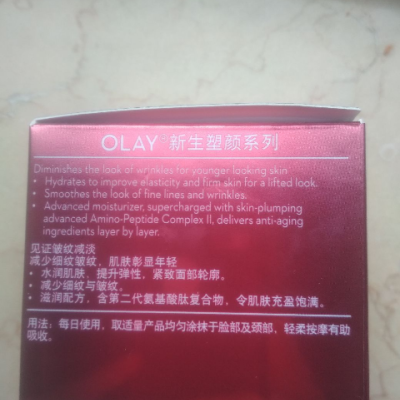 OLAY 新生塑颜系列
Diminishes the look of wrinkles for younger looking skin
• Hydrates to improve elasticity and firm skin for a lifted look.
• Smoothes the look of fine lines and wrinkles.
• Advanced moisturizer, supercharged with skin-plumping
advanced Amino-Peptide Complex II, delivers anti-aging
ingredients layer by layer.
见证皱纹减淡
减少细纹皱纹，肌肤彰显年轻
• 水润肌肤，提升弹性，紧致面部轮廓。
• 减少细纹与皱纹。
• 滋润配方，含第二代氨基酸肽复合物，令肌肤充盈饱满。
用法：每日使用，取适量产品均匀涂抹于脸部及颈部，轻柔按摩有助
吸收。